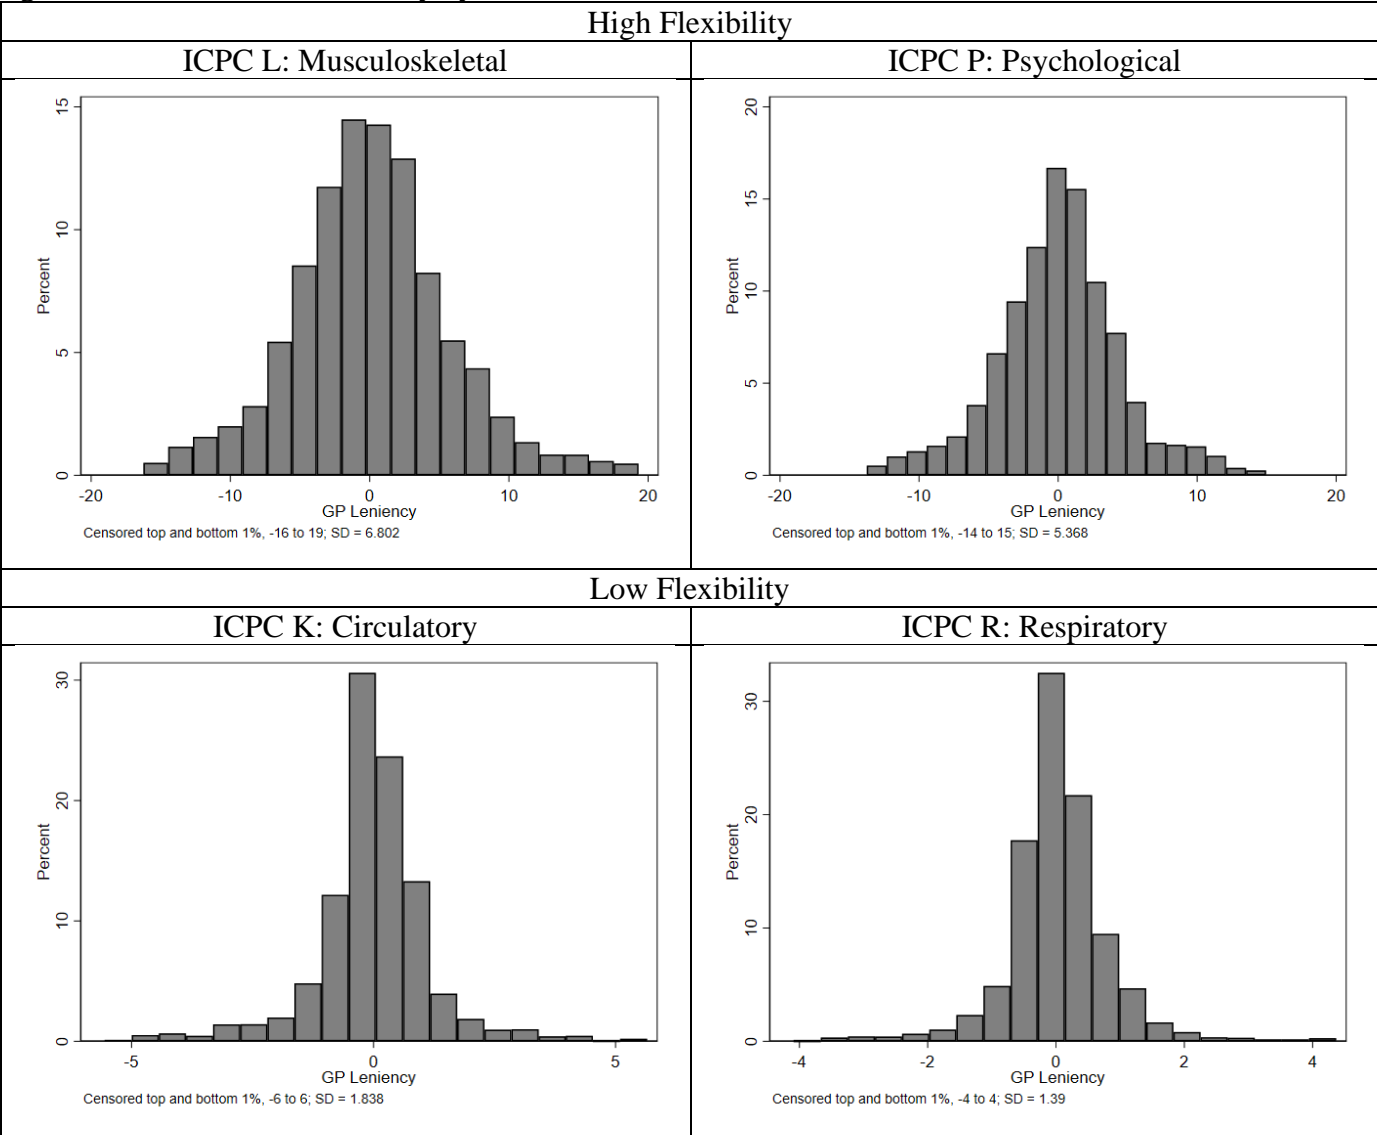 High Flexibility
ICPC L: Musculoskeletal
ICPC P: Psychological
15
10
5
0
Percent
-20 -10 0 10 20
GP Leniency
Censored top and bottom 1%, -16 to 19; SD = 6.802
20
15
10
5
0
Percent
-20 -10 0 10 20
GP Leniency
Censored top and bottom 1%, -14 to 15; SD = 5.368
Low Flexibility
ICPC K: Circulatory
ICPC R: Respiratory
30
20
10
0
Percent
-5 0 5
GP Leniency
Censored top and bottom 1%, -6 to 6; SD = 1.838
30
20
10
0
Percent
-4 -2 0 2 4
GP Leniency
Censored top and bottom 1%, -4 to 4; SD = 1.39